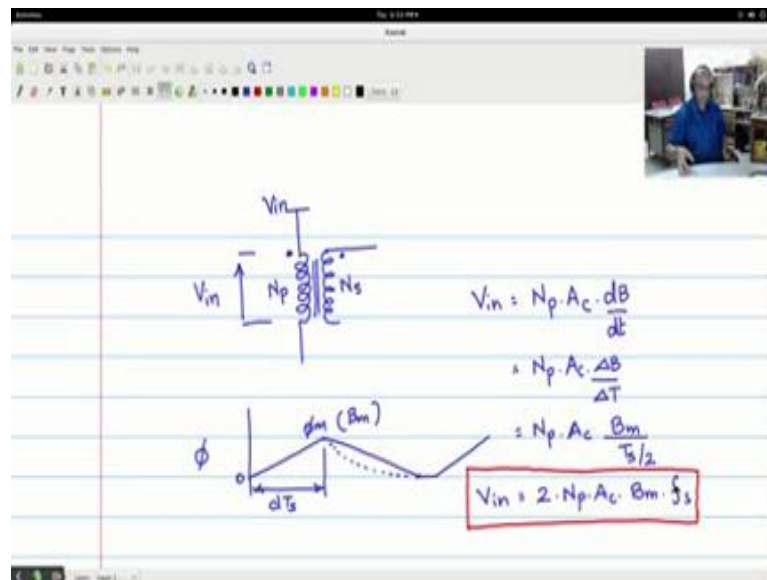 Vin
Vin
Np
Ns
Vin = Np.Ac.dB/dt
= Np.Ac.ΔB/ΔT
= Np.Ac Bm/Ts/2
Vin = 2.Np.Ac.Bm.fs
ϕ
ϕm (Bm)
0
dTs